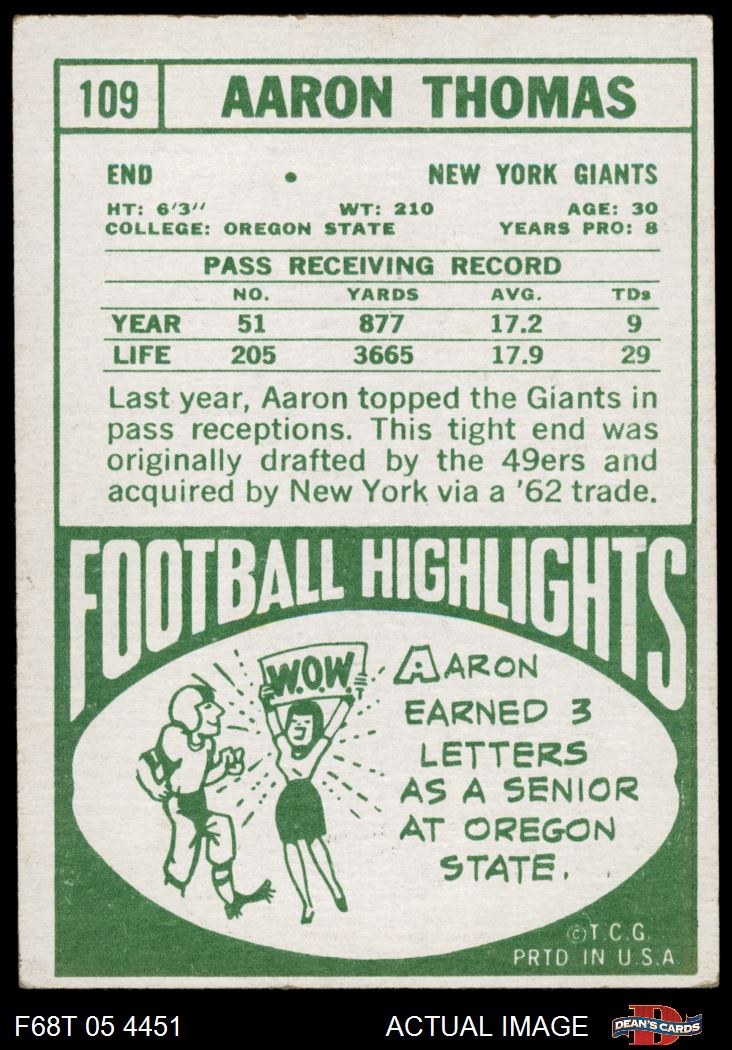 109 AARON THOMAS
END • NEW YORK GIANTS
HT: 6'3" WT: 210 AGE: 30
COLLEGE: OREGON STATE YEARS PRO: 8
PASS RECEIVING RECORD
NO. YARDS AVG. TDs
YEAR 51 877 17.2 9
LIFE 205 3665 17.9 29
Last year, Aaron topped the Giants in
pass receptions. This tight end was
originally drafted by the 49ers and
acquired by New York via a '62 trade.
FOOTBALL HIGHLIGHTS
W.O.W.
AARON
EARNED 3
LETTERS
AS A SENIOR
AT OREGON
STATE.
©T.C.G.
PRTD IN U.S.A.
F68T 05 4451 ACTUAL IMAGE D DEAN'S CARDS